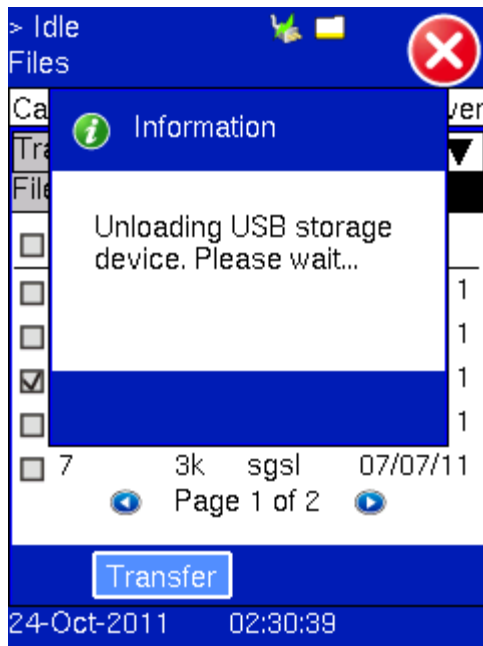 > Idle
Files
Information
Unloading USB storage
device. Please wait...
1
1
1
1
7 3k sgsl 07/07/11
Page 1 of 2
Transfer
24-Oct-2011 02:30:39